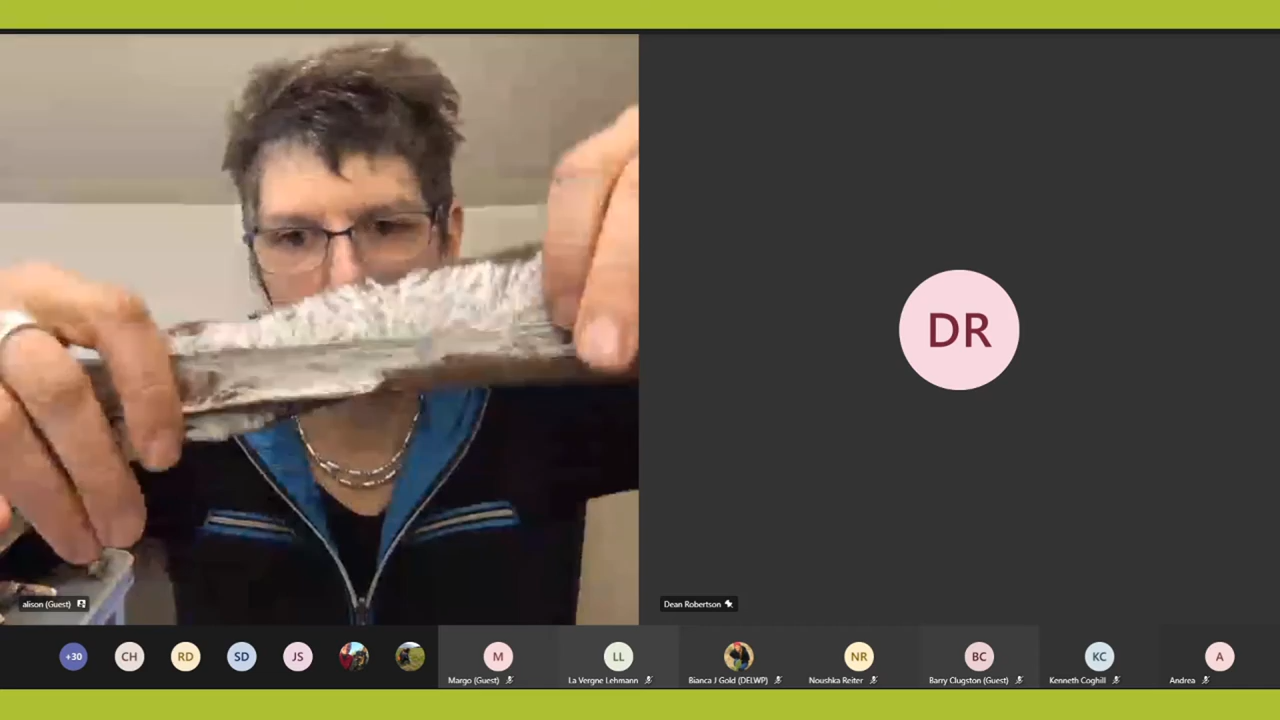 DR
alison (Guest)
Dean Robertson
+30
CH
RD
SD
JS
M
LL
NR
BC
KC
A
Margo (Guest)
La Vergne Lehmann
Bianca J Gold (DELWP)
Noushka Reiter
Barry Clugston (Guest)
Kenneth Coghill
Andrea